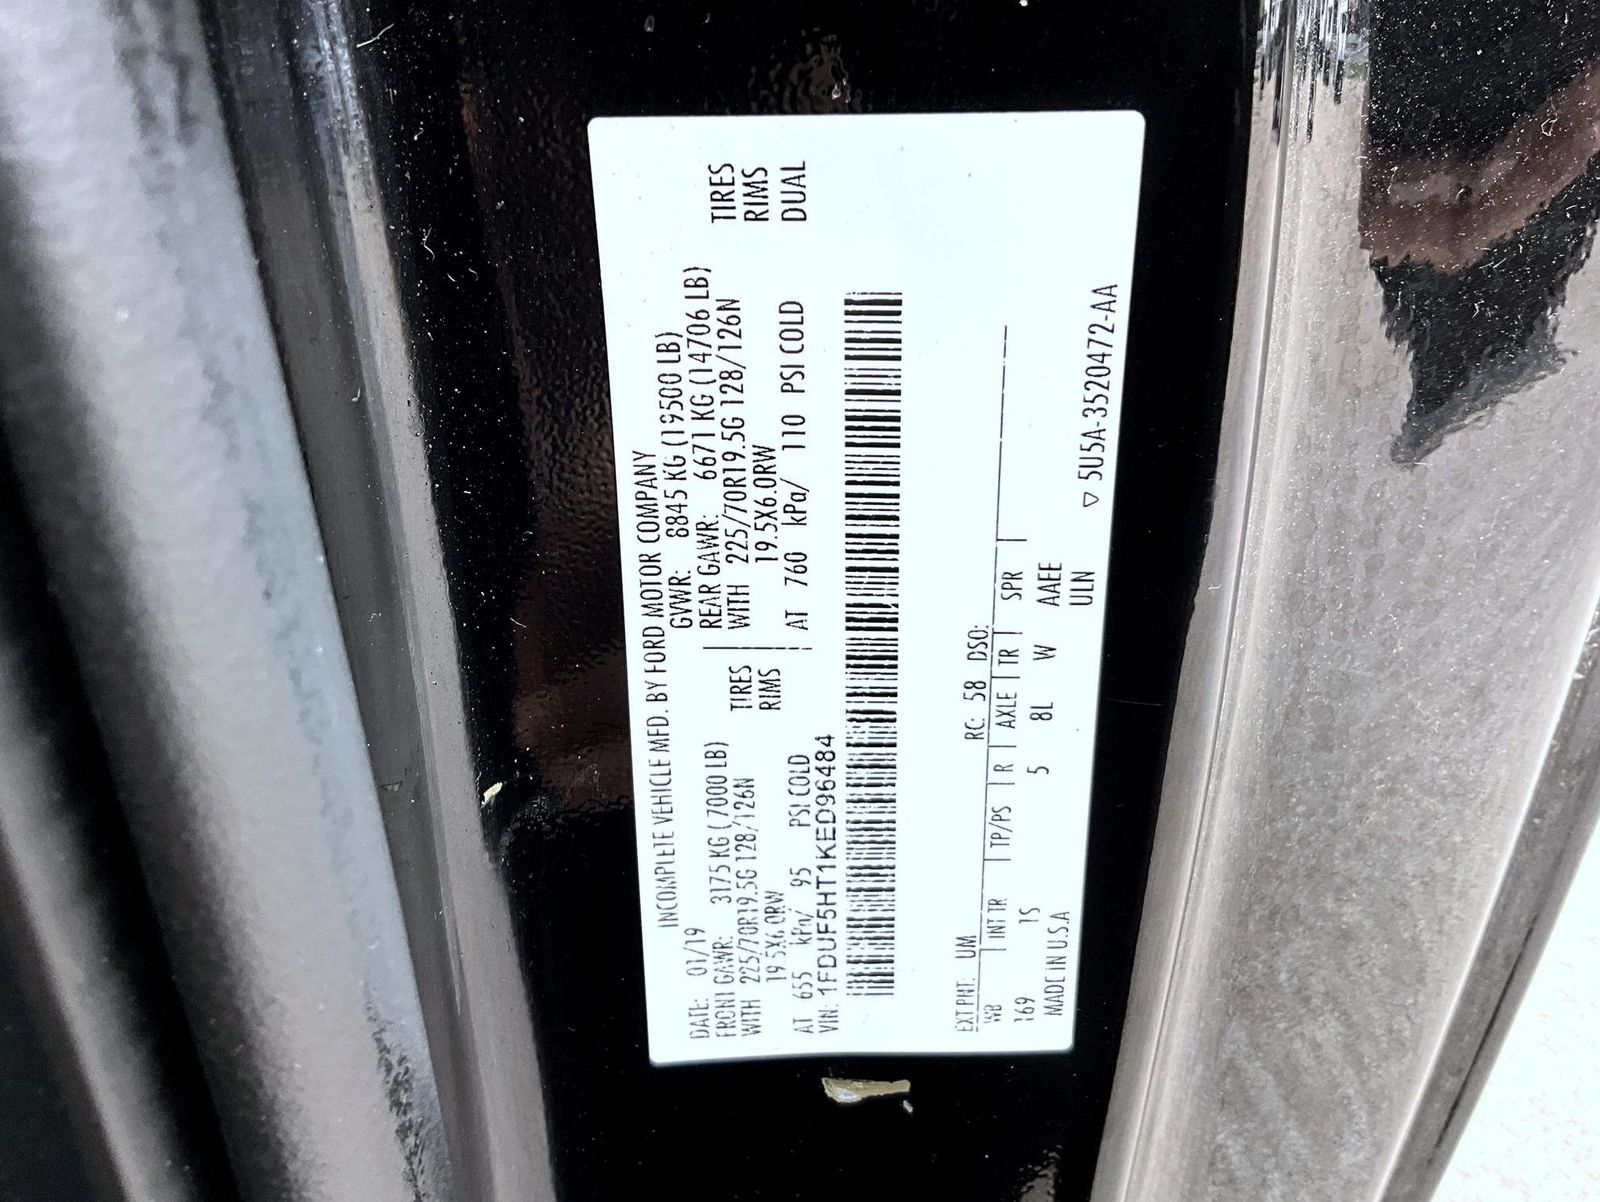 INCOMPLETE VEHICLE MFD. BY FORD MOTOR COMPANY
DATE: 01/19 GVWR: 8845 KG (19500 LB)
FRONT GAWR: 3175 KG (7000 LB) REAR GAWR: 6671 KG (14706 LB)
WITH 225/70R19.5G 128/126N TIRES WITH 225/70R19.5G 128/126N TIRES
19.5X6.0RW RIMS 19.5X6.0RW RIMS
AT 655 kPa/ 95 PSI COLD AT 760 kPa/ 110 PSI COLD DUAL
VIN: 1FDUF5HT1KED96484
EXT PNT: UM RC: 58 DSO:
WB INT TR TP/PS R AXLE TR SPR
169 1S 5 8L W AAEE
MADE IN U.S.A ULN
▽ 5U5A-3520472-AA